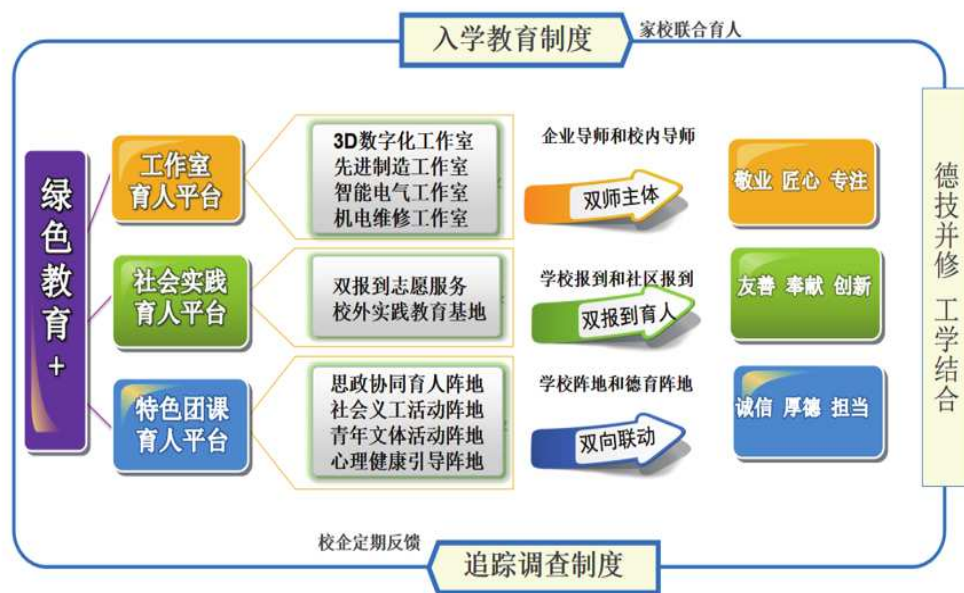 入学教育制度
家校联合育人
绿色教育+
工作室
育人平台
3D数字化工作室
先进制造工作室
智能电气工作室
机电维修工作室
企业导师和校内导师
双师主体
敬业 匠心 专注
社会实践
育人平台
双报到志愿服务
校外实践教育基地
学校报到和社区报到
双报到育人
友善 奉献 创新
特色团课
育人平台
思政协同育人阵地
社会义工活动阵地
青年文体活动阵地
心理健康引导阵地
学校阵地和德育阵地
双向联动
诚信 厚德 担当
德技并修 工学结合
校企定期反馈
追踪调查制度